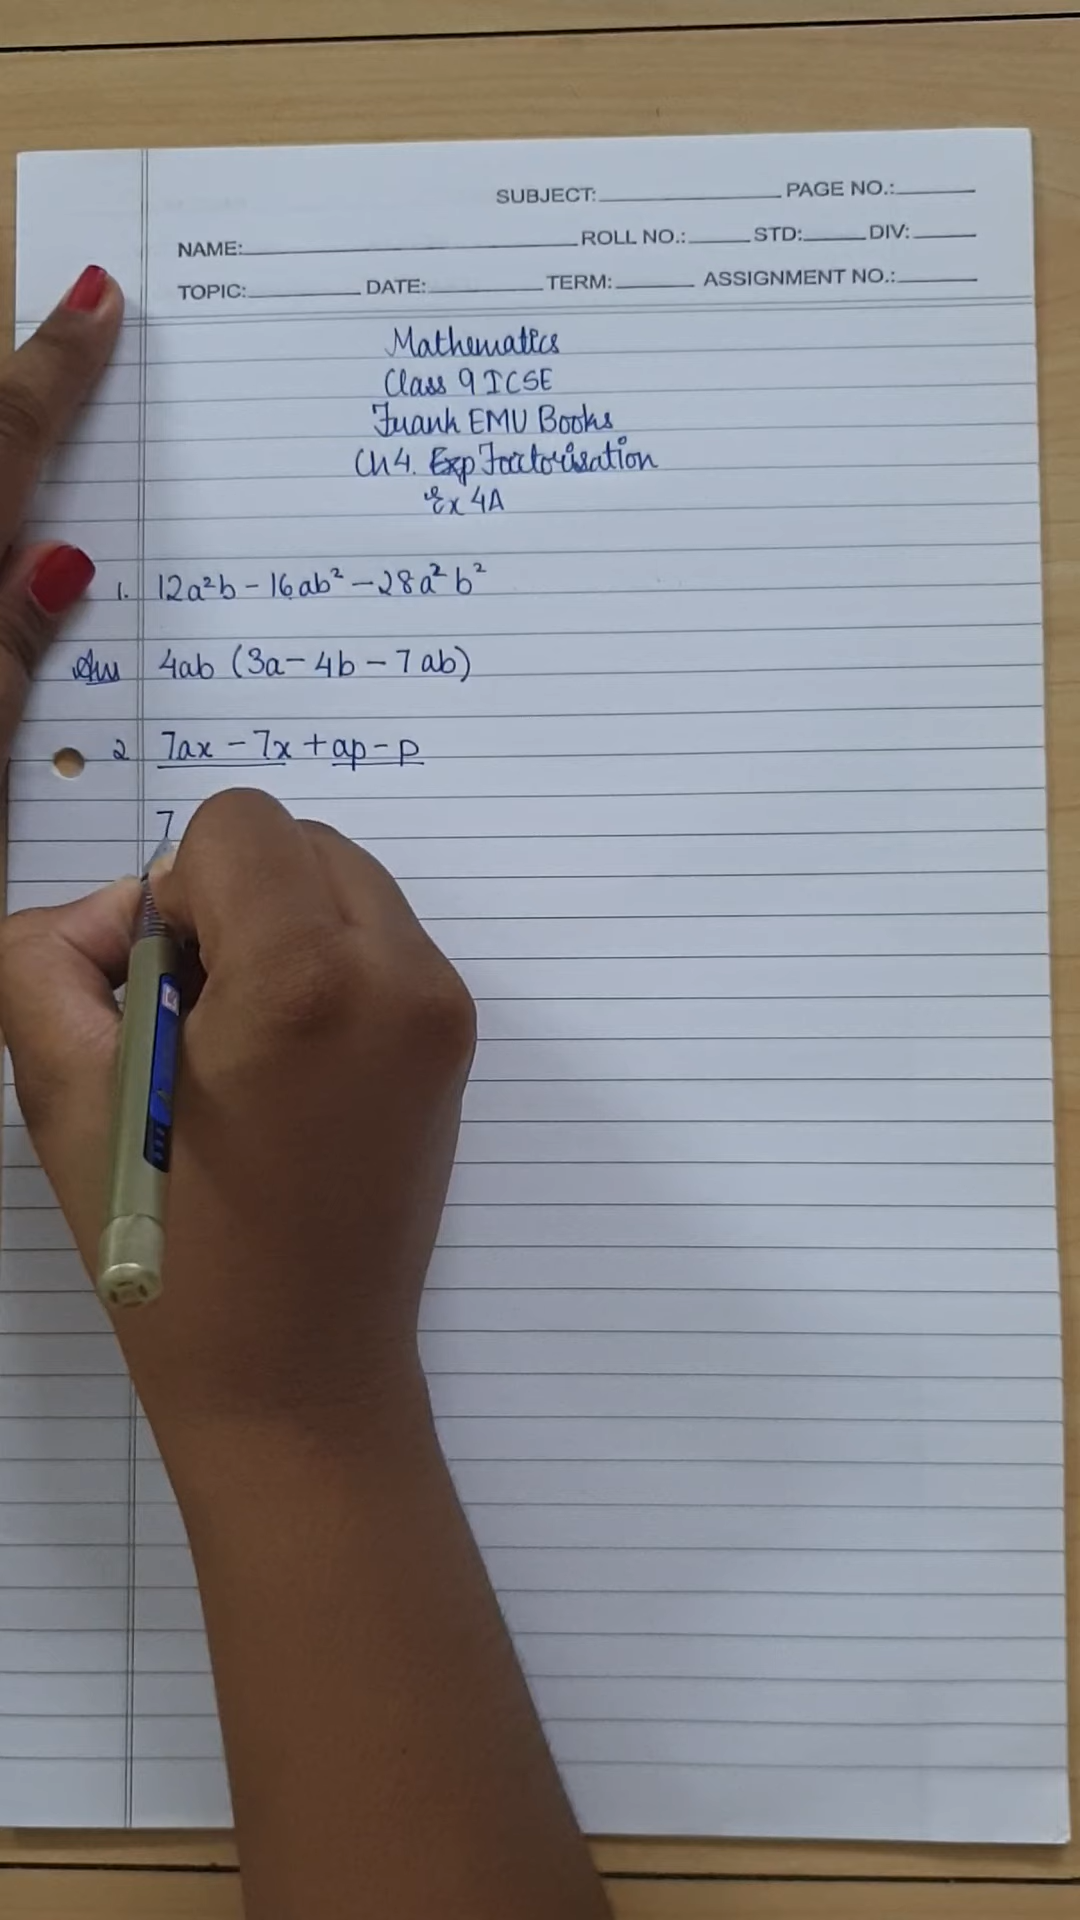 SUBJECT: PAGE NO.:
NAME: ROLL NO.: STD: DIV:
TOPIC: DATE: TERM: ASSIGNMENT NO.:
Mathematics
Class 9 ICSE
Frank EMU Books
Ch 4. Exp Factorisation
Ex 4A
1. 12a²b - 16ab² - 28a²b²
Ans 4ab (3a - 4b - 7ab)
2 7ax - 7x + ap - p
7